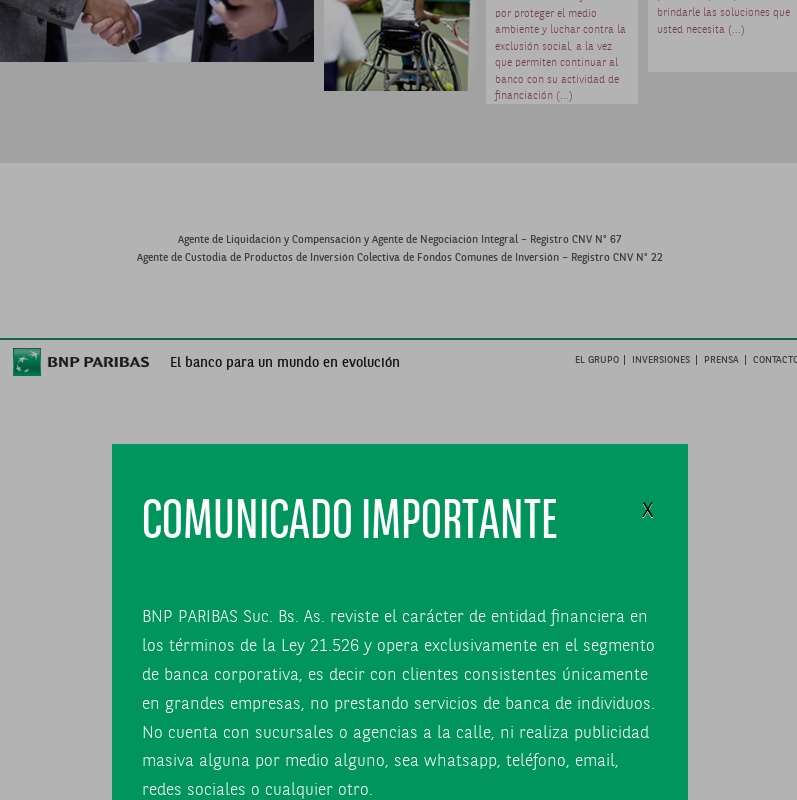 por proteger el medio
ambiente y luchar contra la
exclusión social, a la vez
que permiten continuar al
banco con su actividad de
financiación (...)
brindarle las soluciones que
usted necesita (...)
Agente de Liquidación y Compensación y Agente de Negociación Integral – Registro CNV N° 67
Agente de Custodia de Productos de Inversión Colectiva de Fondos Comunes de Inversión – Registro CNV N° 22
BNP PARIBAS El banco para un mundo en evolución
EL GRUPO | INVERSIONES | PRENSA | CONTACTO
COMUNICADO IMPORTANTE
X
BNP PARIBAS Suc. Bs. As. reviste el carácter de entidad financiera en
los términos de la Ley 21.526 y opera exclusivamente en el segmento
de banca corporativa, es decir con clientes consistentes únicamente
en grandes empresas, no prestando servicios de banca de individuos.
No cuenta con sucursales o agencias a la calle, ni realiza publicidad
masiva alguna por medio alguno, sea whatsapp, teléfono, email,
redes sociales o cualquier otro.